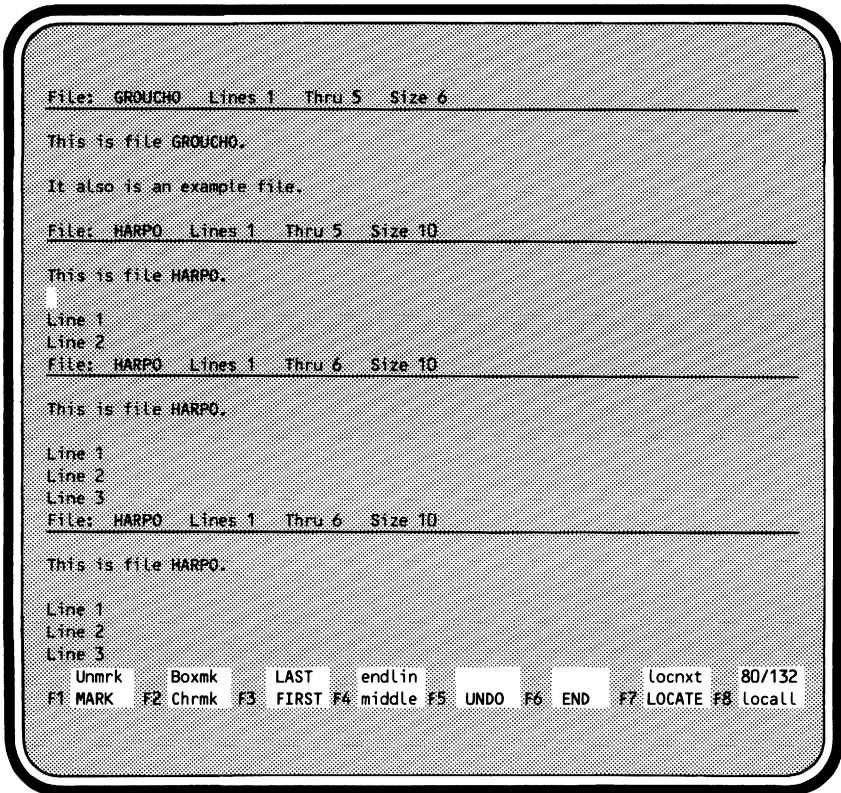 File: GROUCHO Lines 1 Thru 5 Size 6
This is file GROUCHO.
It also is an example file.
File: HARPO Lines 1 Thru 5 Size 10
This is file HARPO.
Line 1
Line 2
File: HARPO Lines 1 Thru 6 Size 10
This is file HARPO.
Line 1
Line 2
Line 3
File: HARPO Lines 1 Thru 6 Size 10
This is file HARPO.
Line 1
Line 2
Line 3
Unmrk Boxmk LAST endlin locnxt 80/132
F1 MARK F2 Chrmk F3 FIRST F4 middle F5 UNDO F6 END F7 LOCATE F8 locall